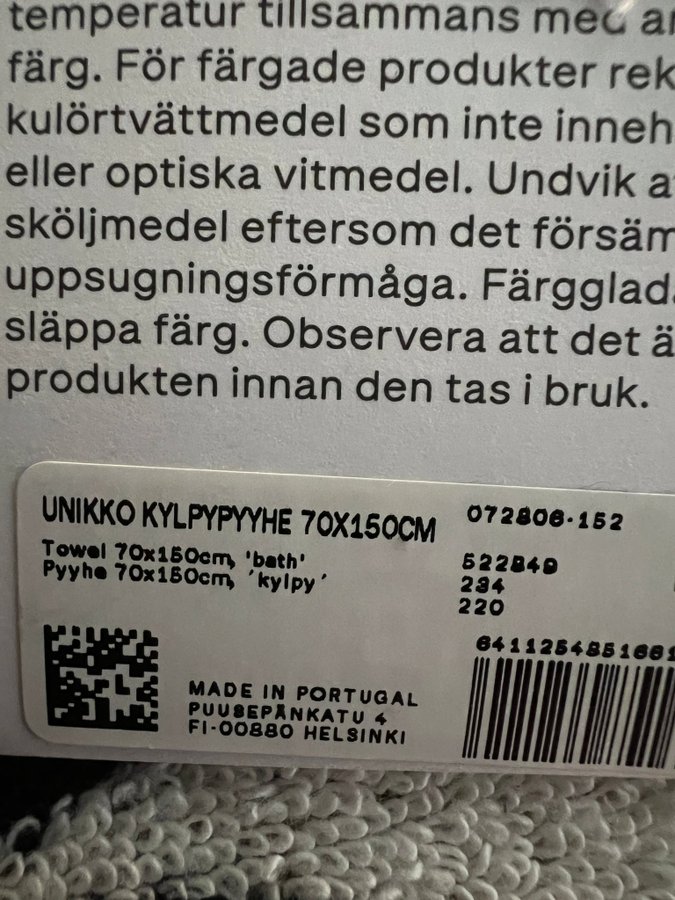 temperatur tillsammans med
färg. För färgade produkter rek
kulörtvättmedel som inte inneh
eller optiska vitmedel. Undvik a
sköljmedel eftersom det försäm
uppsugningsförmåga. Färgglad
släppa färg. Observera att det ä
produkten innan den tas i bruk.
UNIKKO KYLPYPYYHE 70X150CM
072806-152
Towel 70x150cm, 'bath'
Pyyhe 70x150cm, 'kylpy'
522840
234
220
6411254851661
MADE IN PORTUGAL
PUUSEPÄNKATU 4
FI-00880 HELSINKI